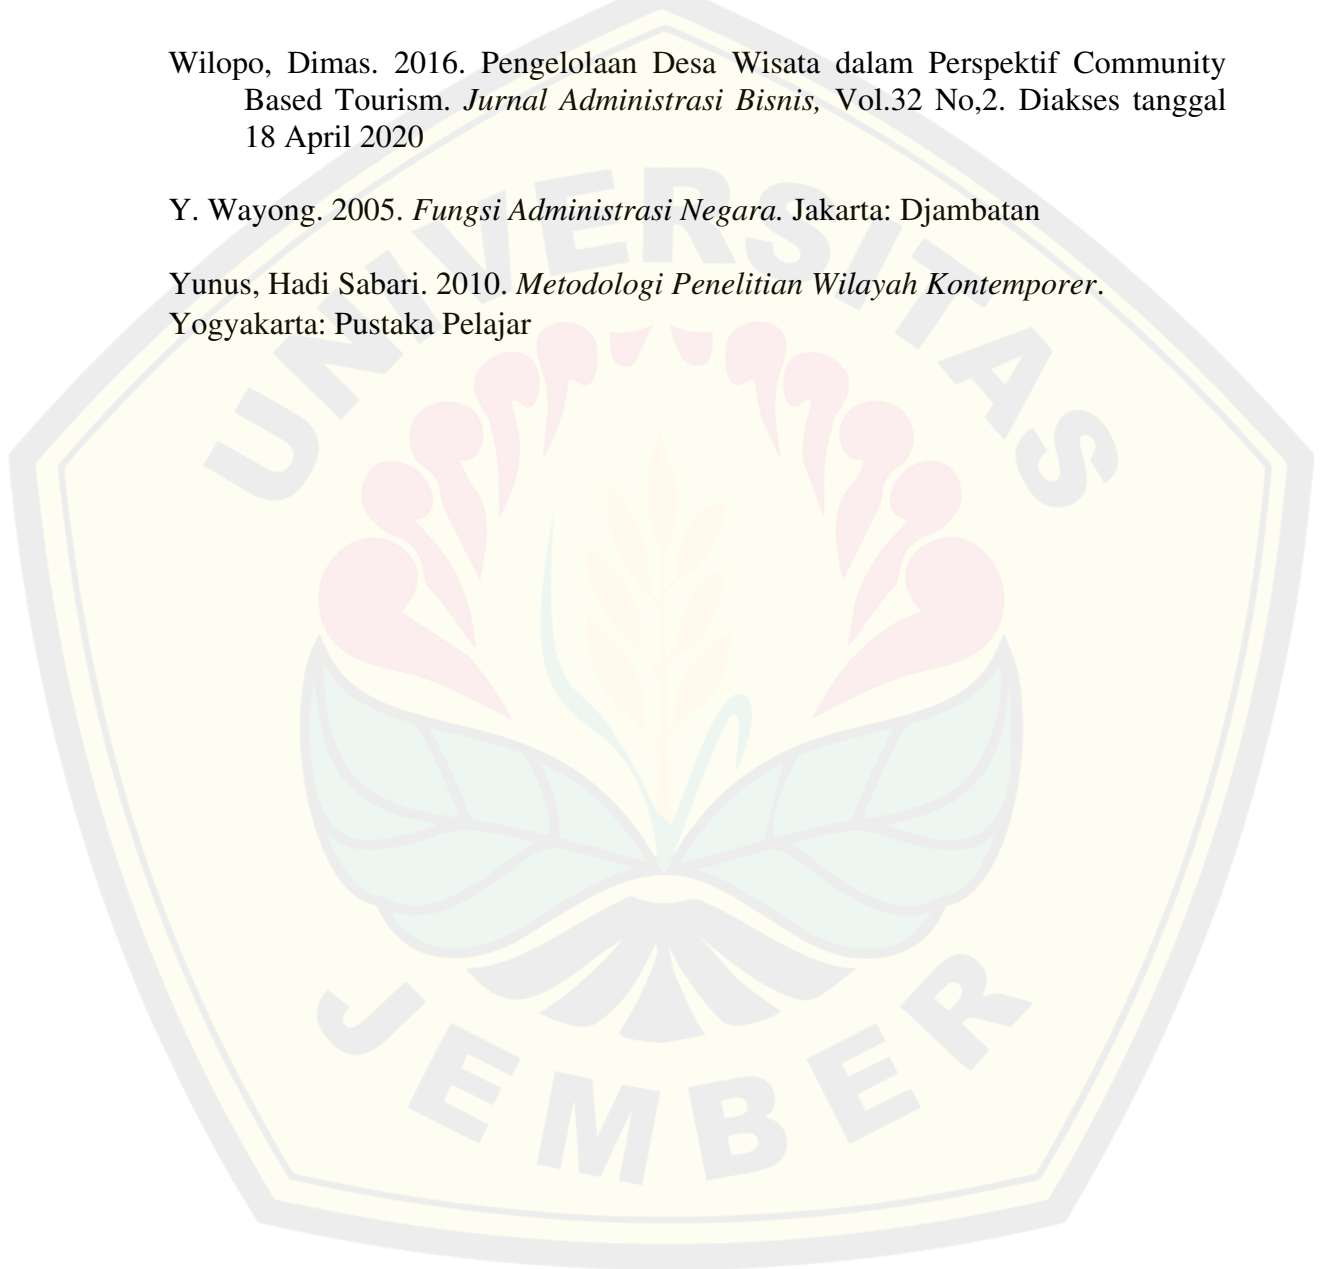 Wilopo, Dimas. 2016. Pengelolaan Desa Wisata dalam Perspektif Community
Based Tourism. Jurnal Administrasi Bisnis, Vol.32 No,2. Diakses tanggal
18 April 2020
Y. Wayong. 2005. Fungsi Administrasi Negara. Jakarta: Djambatan
Yunus, Hadi Sabari. 2010. Metodologi Penelitian Wilayah Kontemporer.
Yogyakarta: Pustaka Pelajar
UNIVERSITAS
JEMBER